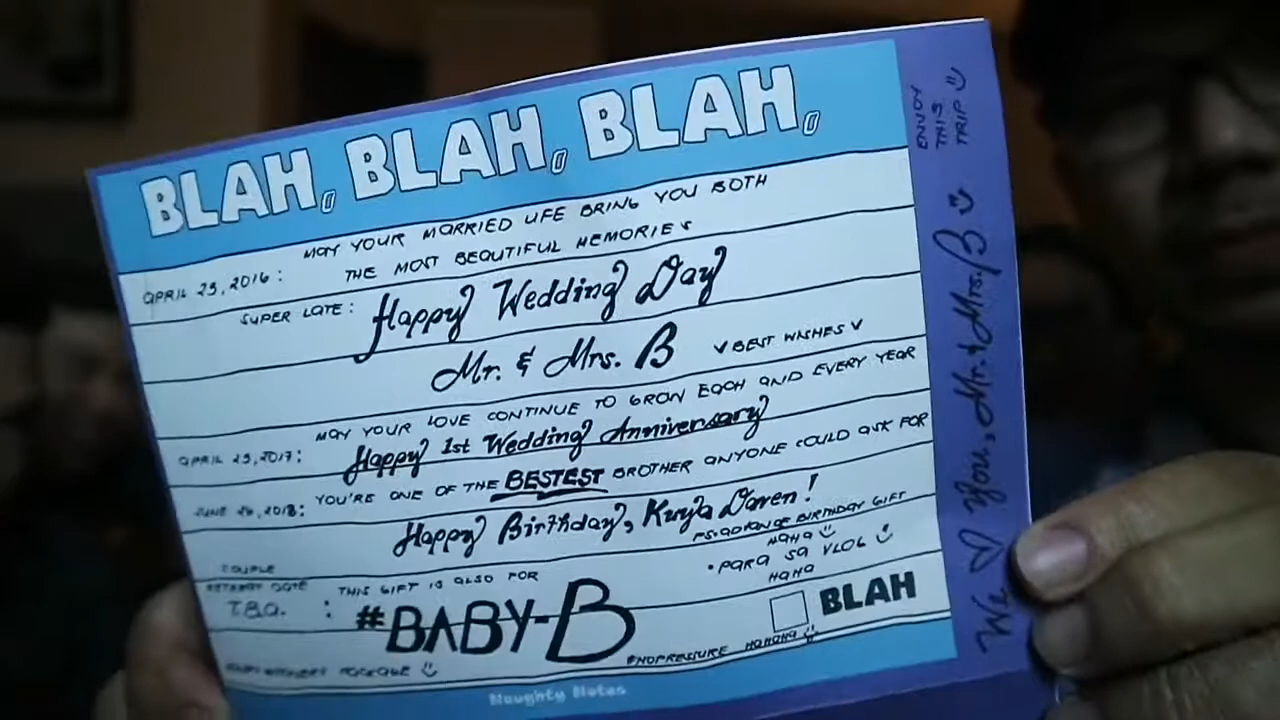 BLAH, BLAH, BLAH,
MAY YOUR MARRIED LIFE BRING YOU BOTH
APRIL 23, 2016: THE MOST BEAUTIFUL MEMORIES
SUPER LATE: Happy Wedding Day
Mr. & Mrs. B BEST WISHES
MAY YOUR LOVE CONTINUE TO GROW EACH AND EVERY YEAR
APRIL 23, 2017: Happy 1st Wedding Anniversary
YOU'RE ONE OF THE BESTEST BROTHER ANYONE COULD ASK FOR
JUNE 26, 2018: Happy Birthday, Kuya Daren!
BIRTHDAY GIFT
HAHA
• PARA SA VLOG
HAHA
COUPLE
GETAWAY DATE THIS GIFT IS ALSO FOR
T.B.A. : #BABY-B
BLAH
#NOPRESSURE HAHAHA
Naughty Notes
ENJOY
THIS
TRIP
We ♡ You, Mr. & Mrs. B